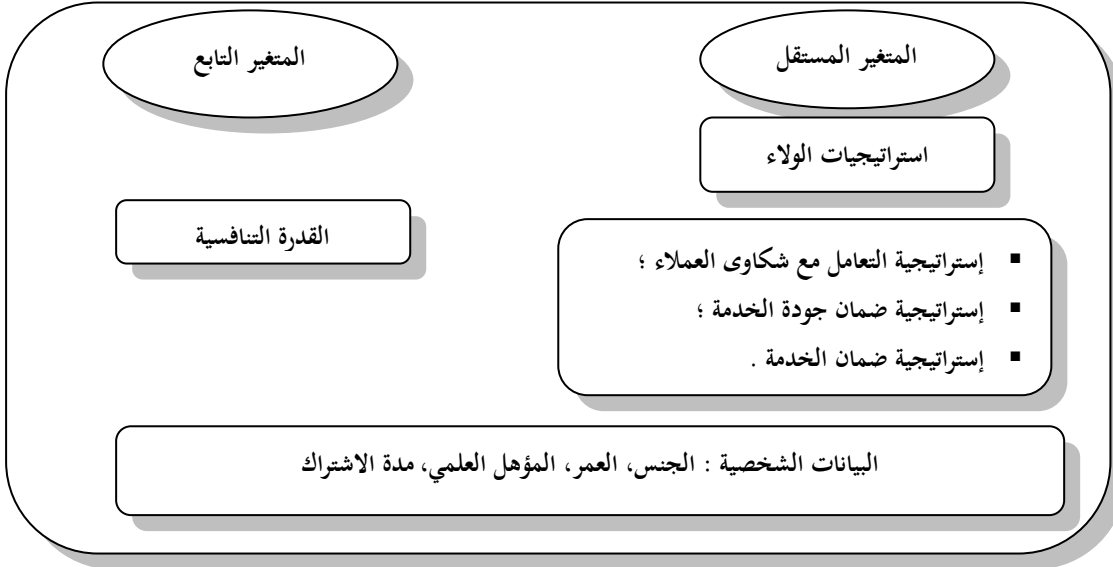 المتغير المستقل
المتغير التابع
استراتيجيات الولاء
القدرة التنافسية
▪ إستراتيجية التعامل مع شكاوى العملاء ؛
▪ إستراتيجية ضمان جودة الخدمة ؛
▪ إستراتيجية ضمان الخدمة .
البيانات الشخصية : الجنس، العمر، المؤهل العلمي، مدة الاشتراك